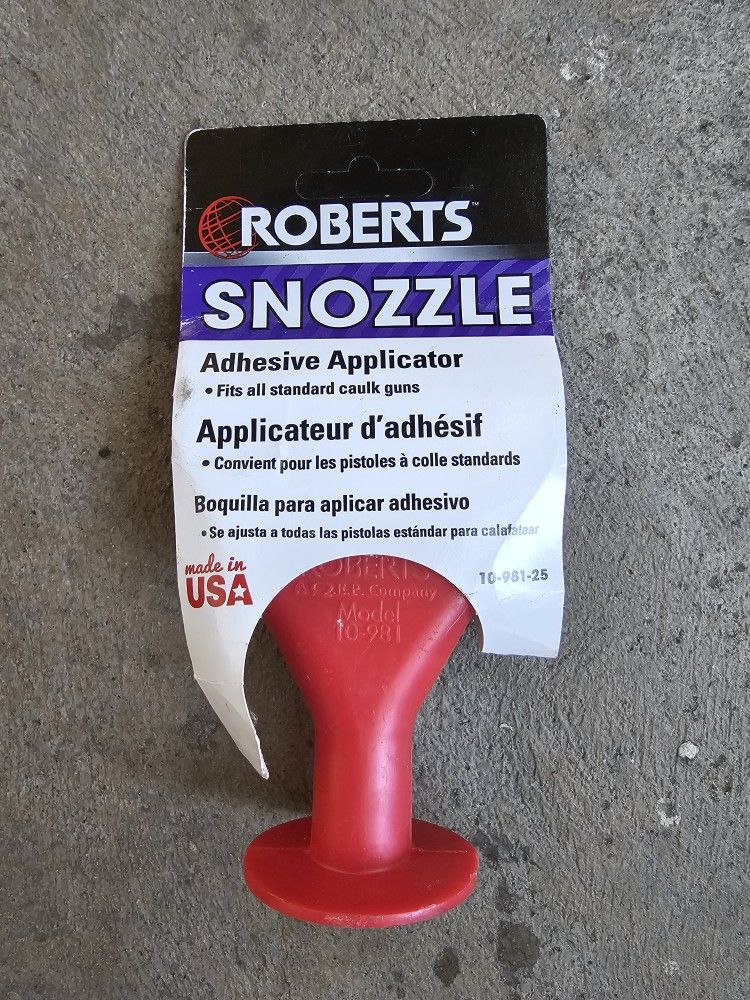 ROBERTS™
SNOZZLE
Adhesive Applicator
• Fits all standard caulk guns
Applicateur d'adhésif
• Convient pour les pistoles à colle standards
Boquilla para aplicar adhesivo
• Se ajusta a todas las pistolas estándar para calafatear
made in
USA
10-981-25
ROBERTS
A Q.E.P. Company
Model
10-981